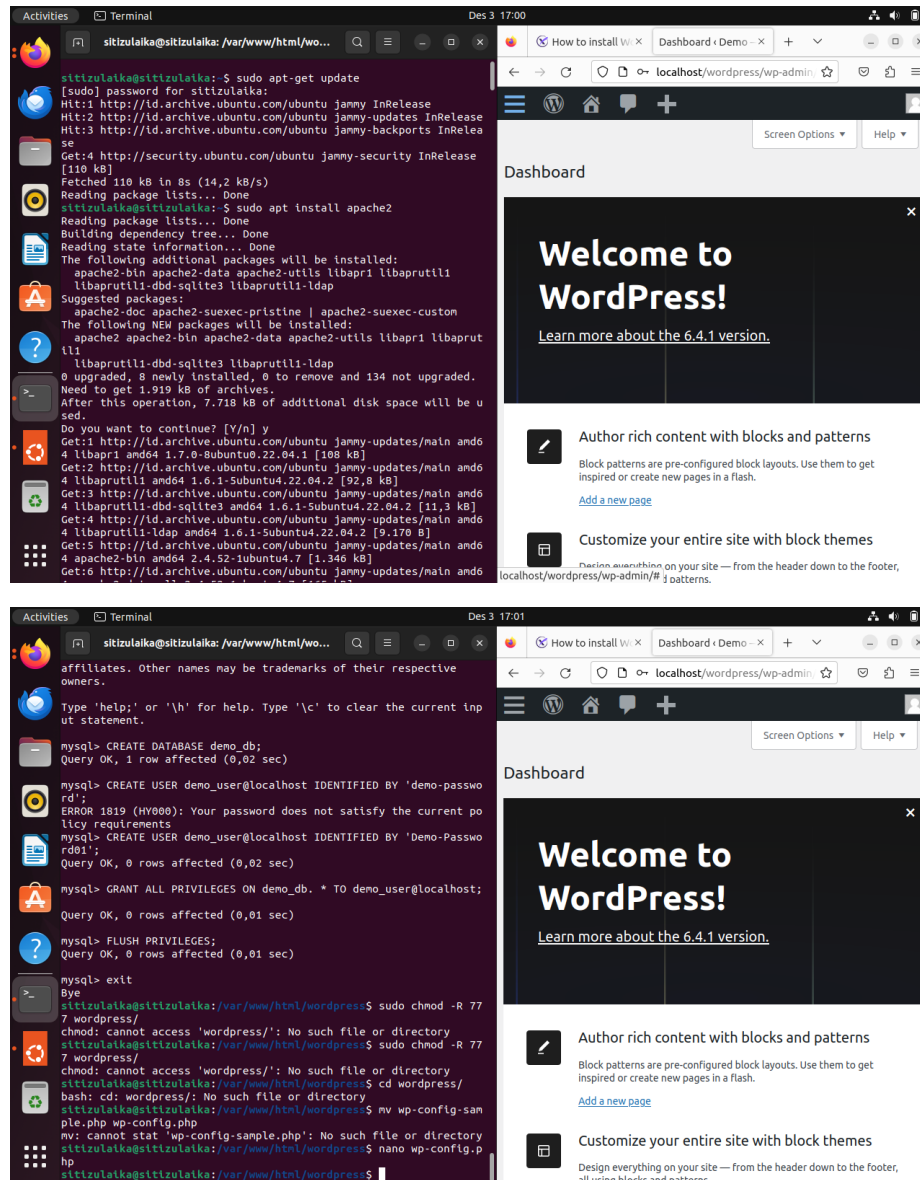 Activities
Terminal
Des 3 17:00
sitizulaika@sitizulaika: /var/www/html/wo...
sitizulaika@sitizulaika:~$ sudo apt-get update
[sudo] password for sitizulaika:
Hit:1 http://id.archive.ubuntu.com/ubuntu jammy InRelease
Hit:2 http://id.archive.ubuntu.com/ubuntu jammy-updates InRelease
Hit:3 http://id.archive.ubuntu.com/ubuntu jammy-backports InRelea
se
Get:4 http://security.ubuntu.com/ubuntu jammy-security InRelease
[110 kB]
Fetched 110 kB in 8s (14,2 kB/s)
Reading package lists... Done
sitizulaika@sitizulaika:~$ sudo apt install apache2
Reading package lists... Done
Building dependency tree... Done
Reading state information... Done
The following additional packages will be installed:
apache2-bin apache2-data apache2-utils libapr1 libaprutil1
libaprutil1-dbd-sqlite3 libaprutil1-ldap
Suggested packages:
apache2-doc apache2-suexec-pristine | apache2-suexec-custom
The following NEW packages will be installed:
apache2 apache2-bin apache2-data apache2-utils libapr1 libaprut
il1
libaprutil1-dbd-sqlite3 libaprutil1-ldap
0 upgraded, 8 newly installed, 0 to remove and 134 not upgraded.
Need to get 1.919 kB of archives.
After this operation, 7.718 kB of additional disk space will be u
sed.
Do you want to continue? [Y/n] y
Get:1 http://id.archive.ubuntu.com/ubuntu jammy-updates/main amd6
4 libapr1 amd64 1.7.0-8ubuntu0.22.04.1 [108 kB]
Get:2 http://id.archive.ubuntu.com/ubuntu jammy-updates/main amd6
4 libaprutil1 amd64 1.6.1-5ubuntu4.22.04.2 [92,8 kB]
Get:3 http://id.archive.ubuntu.com/ubuntu jammy-updates/main amd6
4 libaprutil1-dbd-sqlite3 amd64 1.6.1-5ubuntu4.22.04.2 [11,3 kB]
Get:4 http://id.archive.ubuntu.com/ubuntu jammy-updates/main amd6
4 libaprutil1-ldap amd64 1.6.1-5ubuntu4.22.04.2 [9.170 B]
Get:5 http://id.archive.ubuntu.com/ubuntu jammy-updates/main amd6
4 apache2-bin amd64 2.4.52-1ubuntu4.7 [1.346 kB]
Get:6 http://id.archive.ubuntu.com/ubuntu jammy-updates/main amd6
How to install W
Dashboard ‹ Demo –
localhost/wordpress/wp-admin
Screen Options
Help
Dashboard
Welcome to
WordPress!
Learn more about the 6.4.1 version.
Author rich content with blocks and patterns
Block patterns are pre-configured block layouts. Use them to get
inspired or create new pages in a flash.
Add a new page
Customize your entire site with block themes
Design everything on your site — from the header down to the footer,
localhost/wordpress/wp-admin/#
d patterns.
Activities
Terminal
Des 3 17:01
sitizulaika@sitizulaika: /var/www/html/wo...
affiliates. Other names may be trademarks of their respective
owners.
Type 'help;' or '\h' for help. Type '\c' to clear the current inp
ut statement.
mysql> CREATE DATABASE demo_db;
Query OK, 1 row affected (0,02 sec)
mysql> CREATE USER demo_user@localhost IDENTIFIED BY 'demo-passwo
rd';
ERROR 1819 (HY000): Your password does not satisfy the current po
licy requirements
mysql> CREATE USER demo_user@localhost IDENTIFIED BY 'Demo-Passwo
rd01';
Query OK, 0 rows affected (0,02 sec)
mysql> GRANT ALL PRIVILEGES ON demo_db. * TO demo_user@localhost;
Query OK, 0 rows affected (0,01 sec)
mysql> FLUSH PRIVILEGES;
Query OK, 0 rows affected (0,01 sec)
mysql> exit
Bye
sitizulaika@sitizulaika:/var/www/html/wordpress$ sudo chmod -R 77
7 wordpress/
chmod: cannot access 'wordpress/': No such file or directory
sitizulaika@sitizulaika:/var/www/html/wordpress$ sudo chmod -R 77
7 wordpress/
chmod: cannot access 'wordpress/': No such file or directory
sitizulaika@sitizulaika:/var/www/html/wordpress$ cd wordpress/
bash: cd: wordpress/: No such file or directory
sitizulaika@sitizulaika:/var/www/html/wordpress$ mv wp-config-sam
ple.php wp-config.php
mv: cannot stat 'wp-config-sample.php': No such file or directory
sitizulaika@sitizulaika:/var/www/html/wordpress$ nano wp-config.p
hp
sitizulaika@sitizulaika:/var/www/html/wordpress$
How to install W
Dashboard ‹ Demo –
localhost/wordpress/wp-admin
Screen Options
Help
Dashboard
Welcome to
WordPress!
Learn more about the 6.4.1 version.
Author rich content with blocks and patterns
Block patterns are pre-configured block layouts. Use them to get
inspired or create new pages in a flash.
Add a new page
Customize your entire site with block themes
Design everything on your site — from the header down to the footer,
all using blocks and patterns.